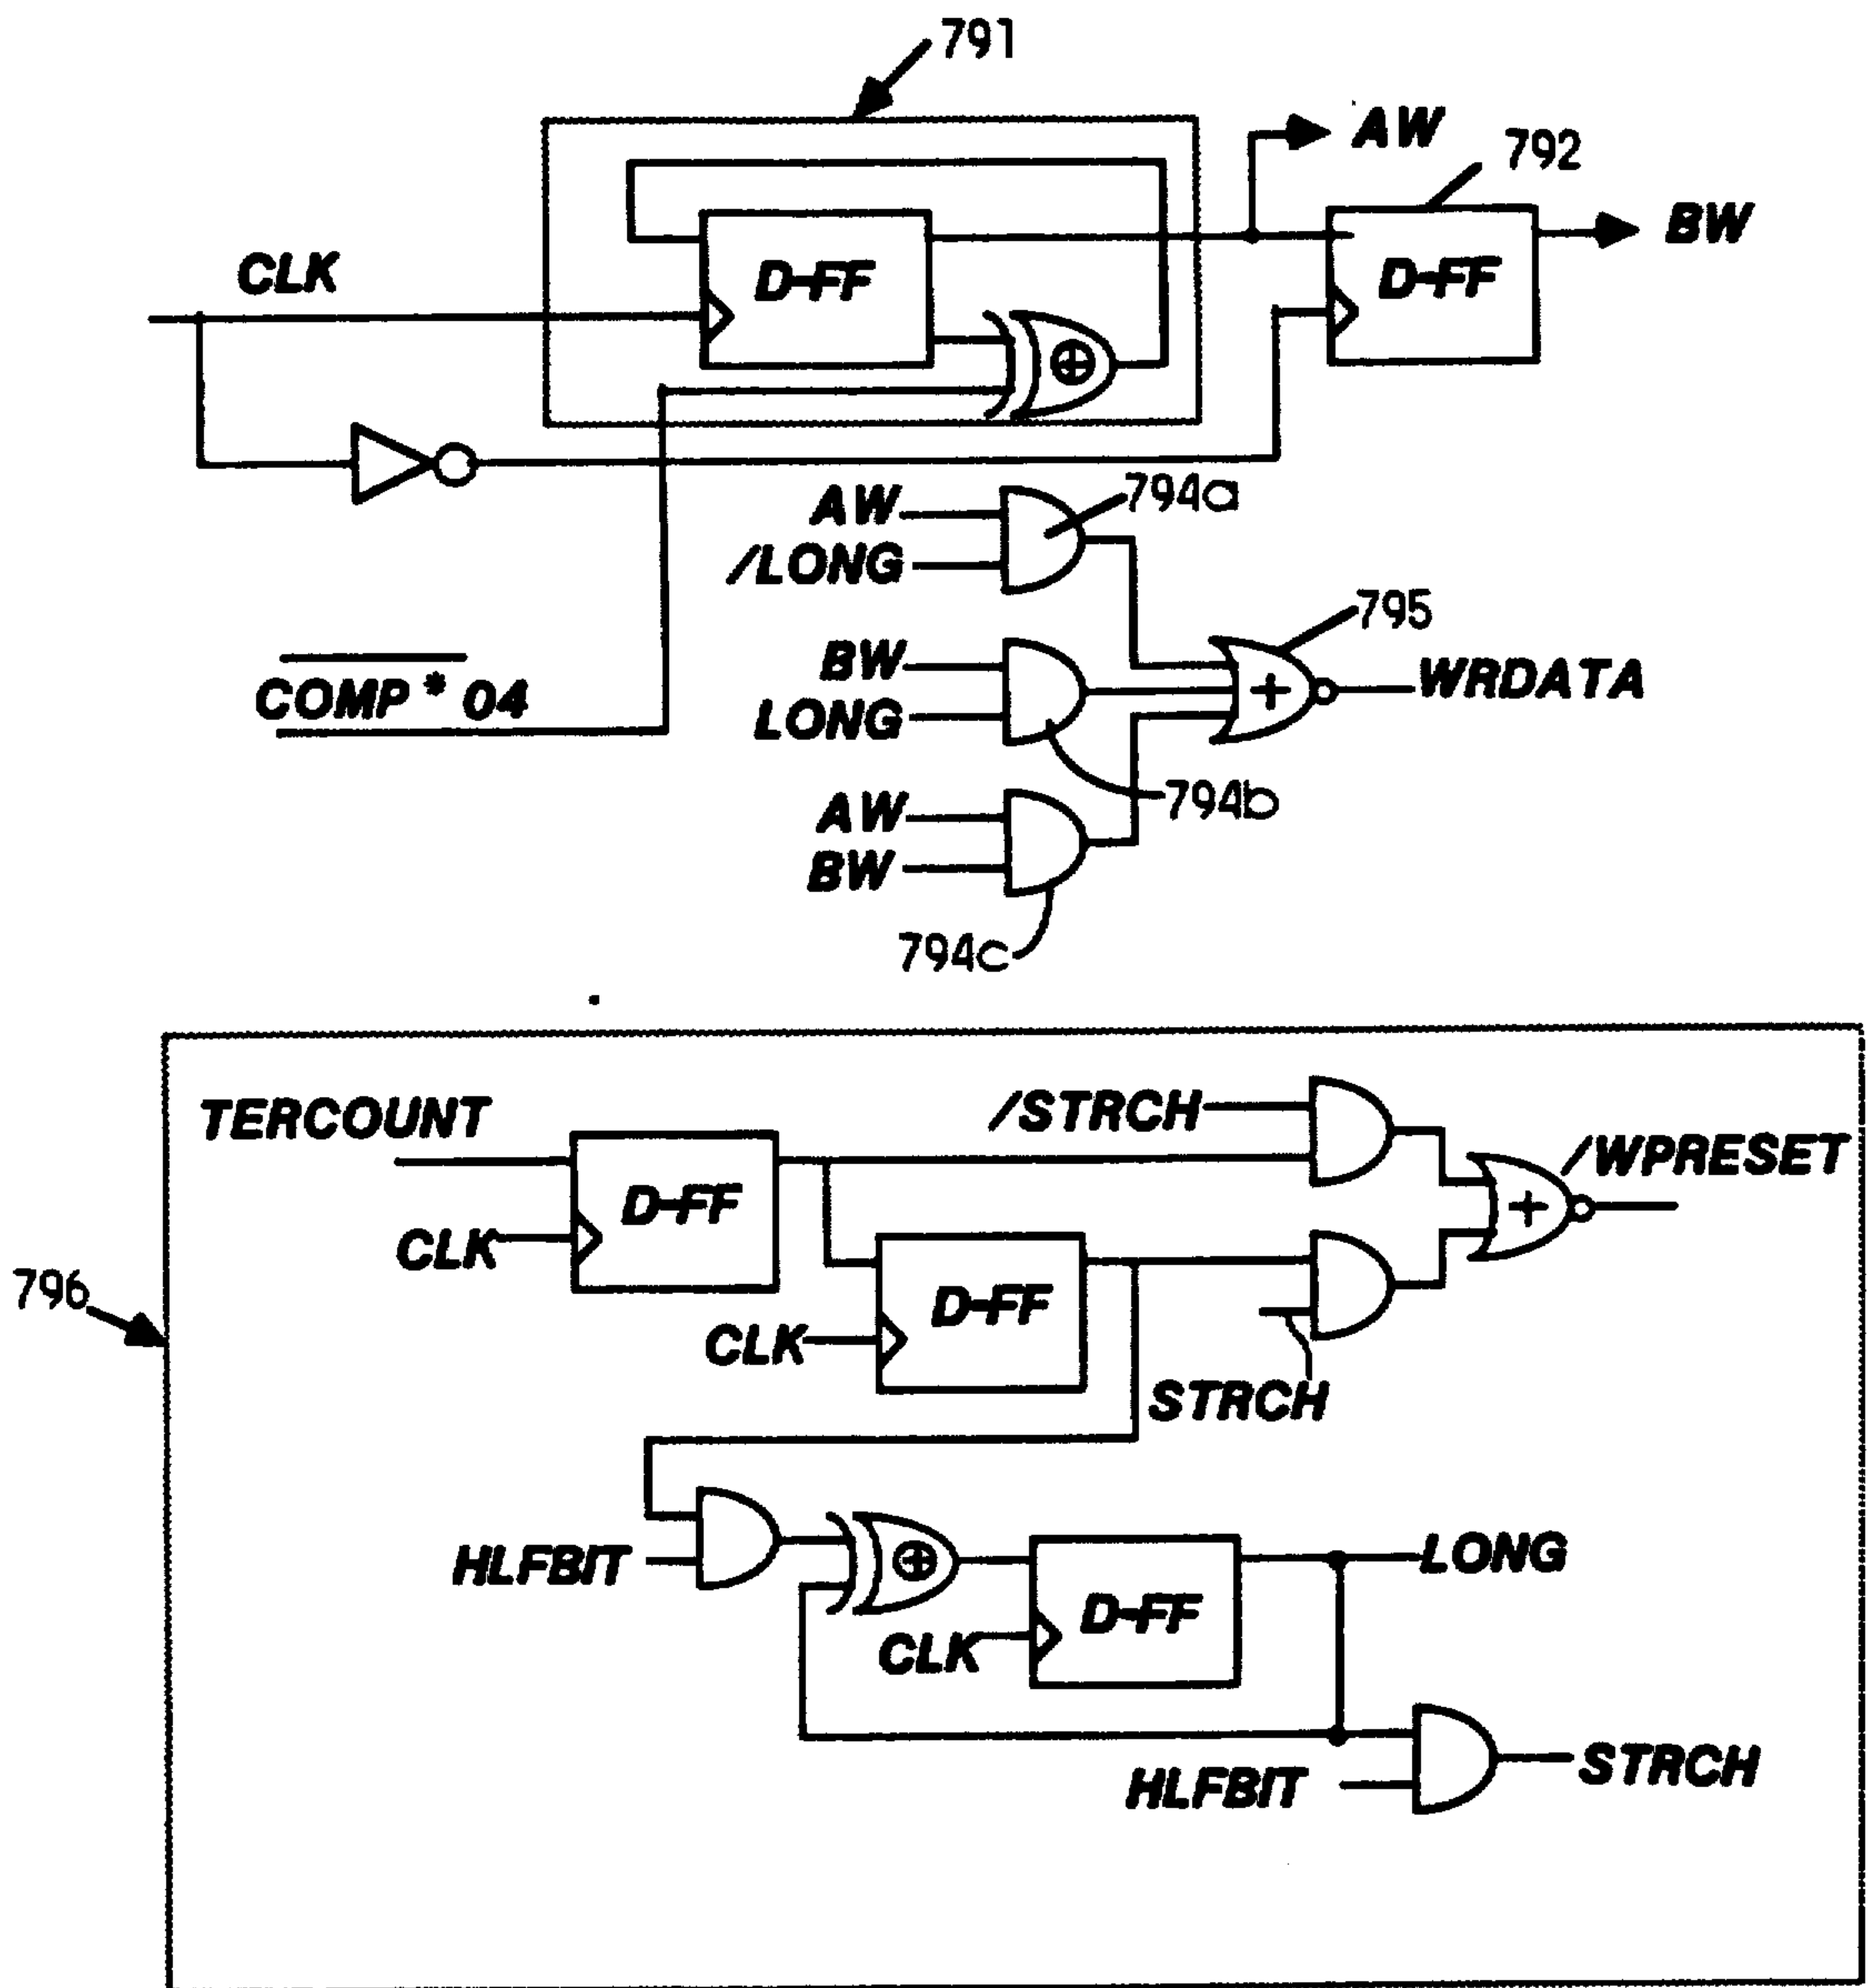 791
AW
792
BW
CLK
D-FF
D-FF
⊕
AW
794a
/LONG
795
BW
COMP * 04
LONG
+
WRDATA
794b
AW
BW
794c
TERCOUNT
/STRCH
/WPRESET
D-FF
+
CLK
796
D-FF
CLK
STRCH
HLFBIT
⊕
LONG
D-FF
CLK
HLFBIT
STRCH